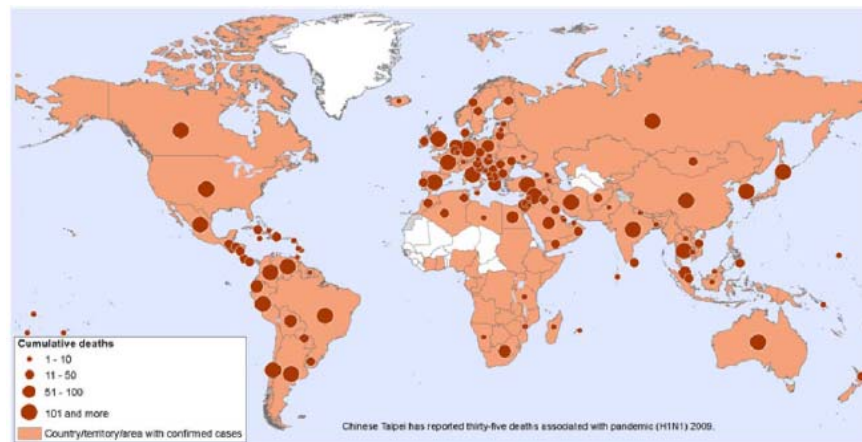 Cumulative deaths
1 - 10
11 - 50
51 - 100
101 and more
Country/territory/area with confirmed cases
Chinese Taipei has reported thirty-five deaths associated with pandemic (H1N1) 2009.